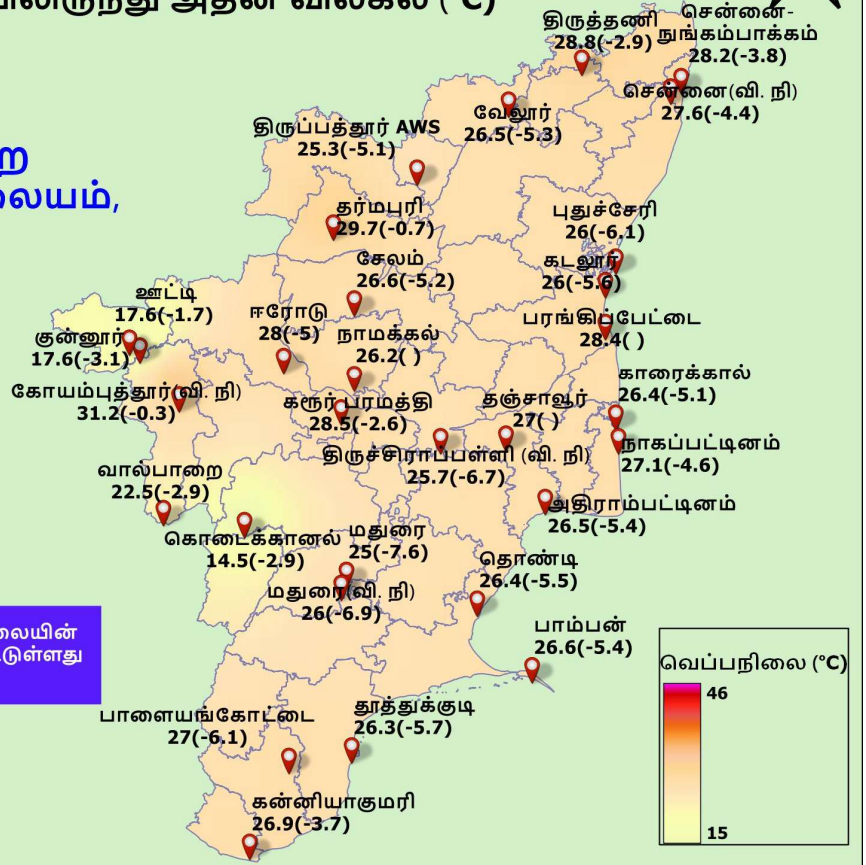 அதன் விலகல் (°C)
திருத்தணி
28.8(-2.9)
சென்னை-
நுங்கம்பாக்கம்
28.2(-3.8)
சென்னை(வி. நி)
27.6(-4.4)
வேலூர்
26.5(-5.3)
திருப்பத்தூர் AWS
25.3(-5.1)
தர்மபுரி
29.7(-0.7)
புதுச்சேரி
26(-6.1)
சேலம்
26.6(-5.2)
கடலூர்
26(-5.6)
ஊட்டி
17.6(-1.7)
ஈரோடு
28(-5)
பரங்கிப்பேட்டை
28.4( )
குன்னூர்
17.6(-3.1)
நாமக்கல்
26.2( )
காரைக்கால்
26.4(-5.1)
கோயம்புத்தூர்(வி. நி)
31.2(-0.3)
கரூர் பரமத்தி
28.5(-2.6)
தஞ்சாவூர்
27( )
திருச்சிராப்பள்ளி (வி. நி)
25.7(-6.7)
நாகப்பட்டினம்
27.1(-4.6)
வால்பாறை
22.5(-2.9)
அதிராம்பட்டினம்
26.5(-5.4)
கொடைக்கானல்
14.5(-2.9)
மதுரை
25(-7.6)
தொண்டி
26.4(-5.5)
மதுரை(வி. நி)
26(-6.9)
பாம்பன்
26.6(-5.4)
வெப்பநிலை (°C)
46
15
பாளையங்கோட்டை
27(-6.1)
தூத்துக்குடி
26.3(-5.7)
கன்னியாகுமரி
26.9(-3.7)